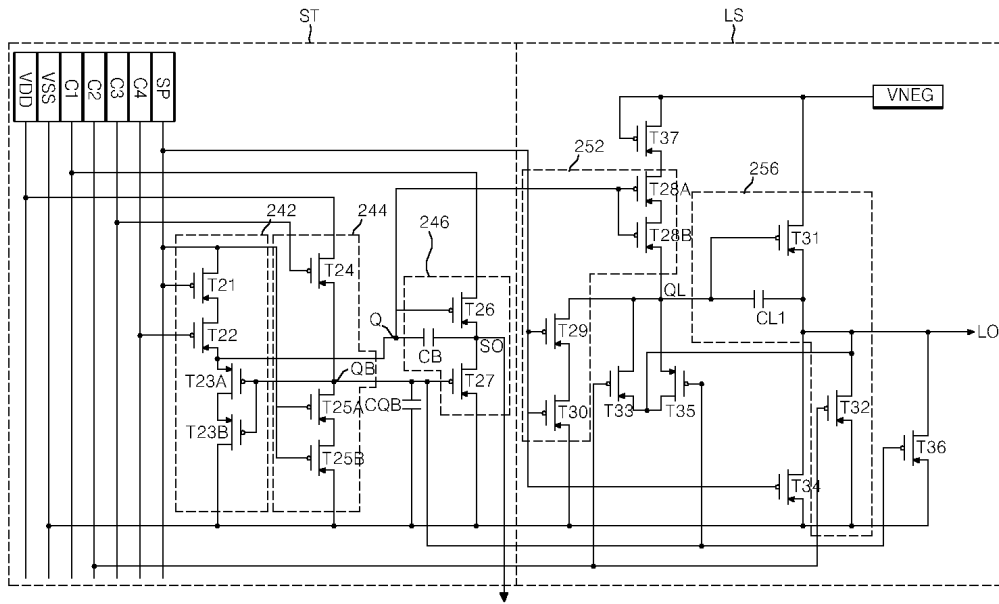 ST
LS
VDD
VSS
C1
C2
C3
C4
SP
VNEG
T37
252
T28A
256
242
244
246
T28B
T31
T24
T21
T26
QL
T22
Q
CB
SO
T29
CL1
LO
T23A
QB
T27
CQB
T25A
T30
T33
T35
T32
T23B
T25B
T36
T34